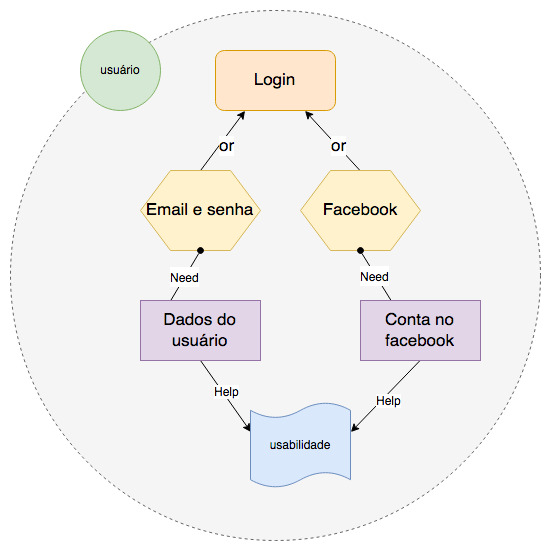 usuário
Login
or
or
Email e senha
Facebook
Need
Need
Dados do
usuário
Conta no
facebook
Help
Help
usabilidade